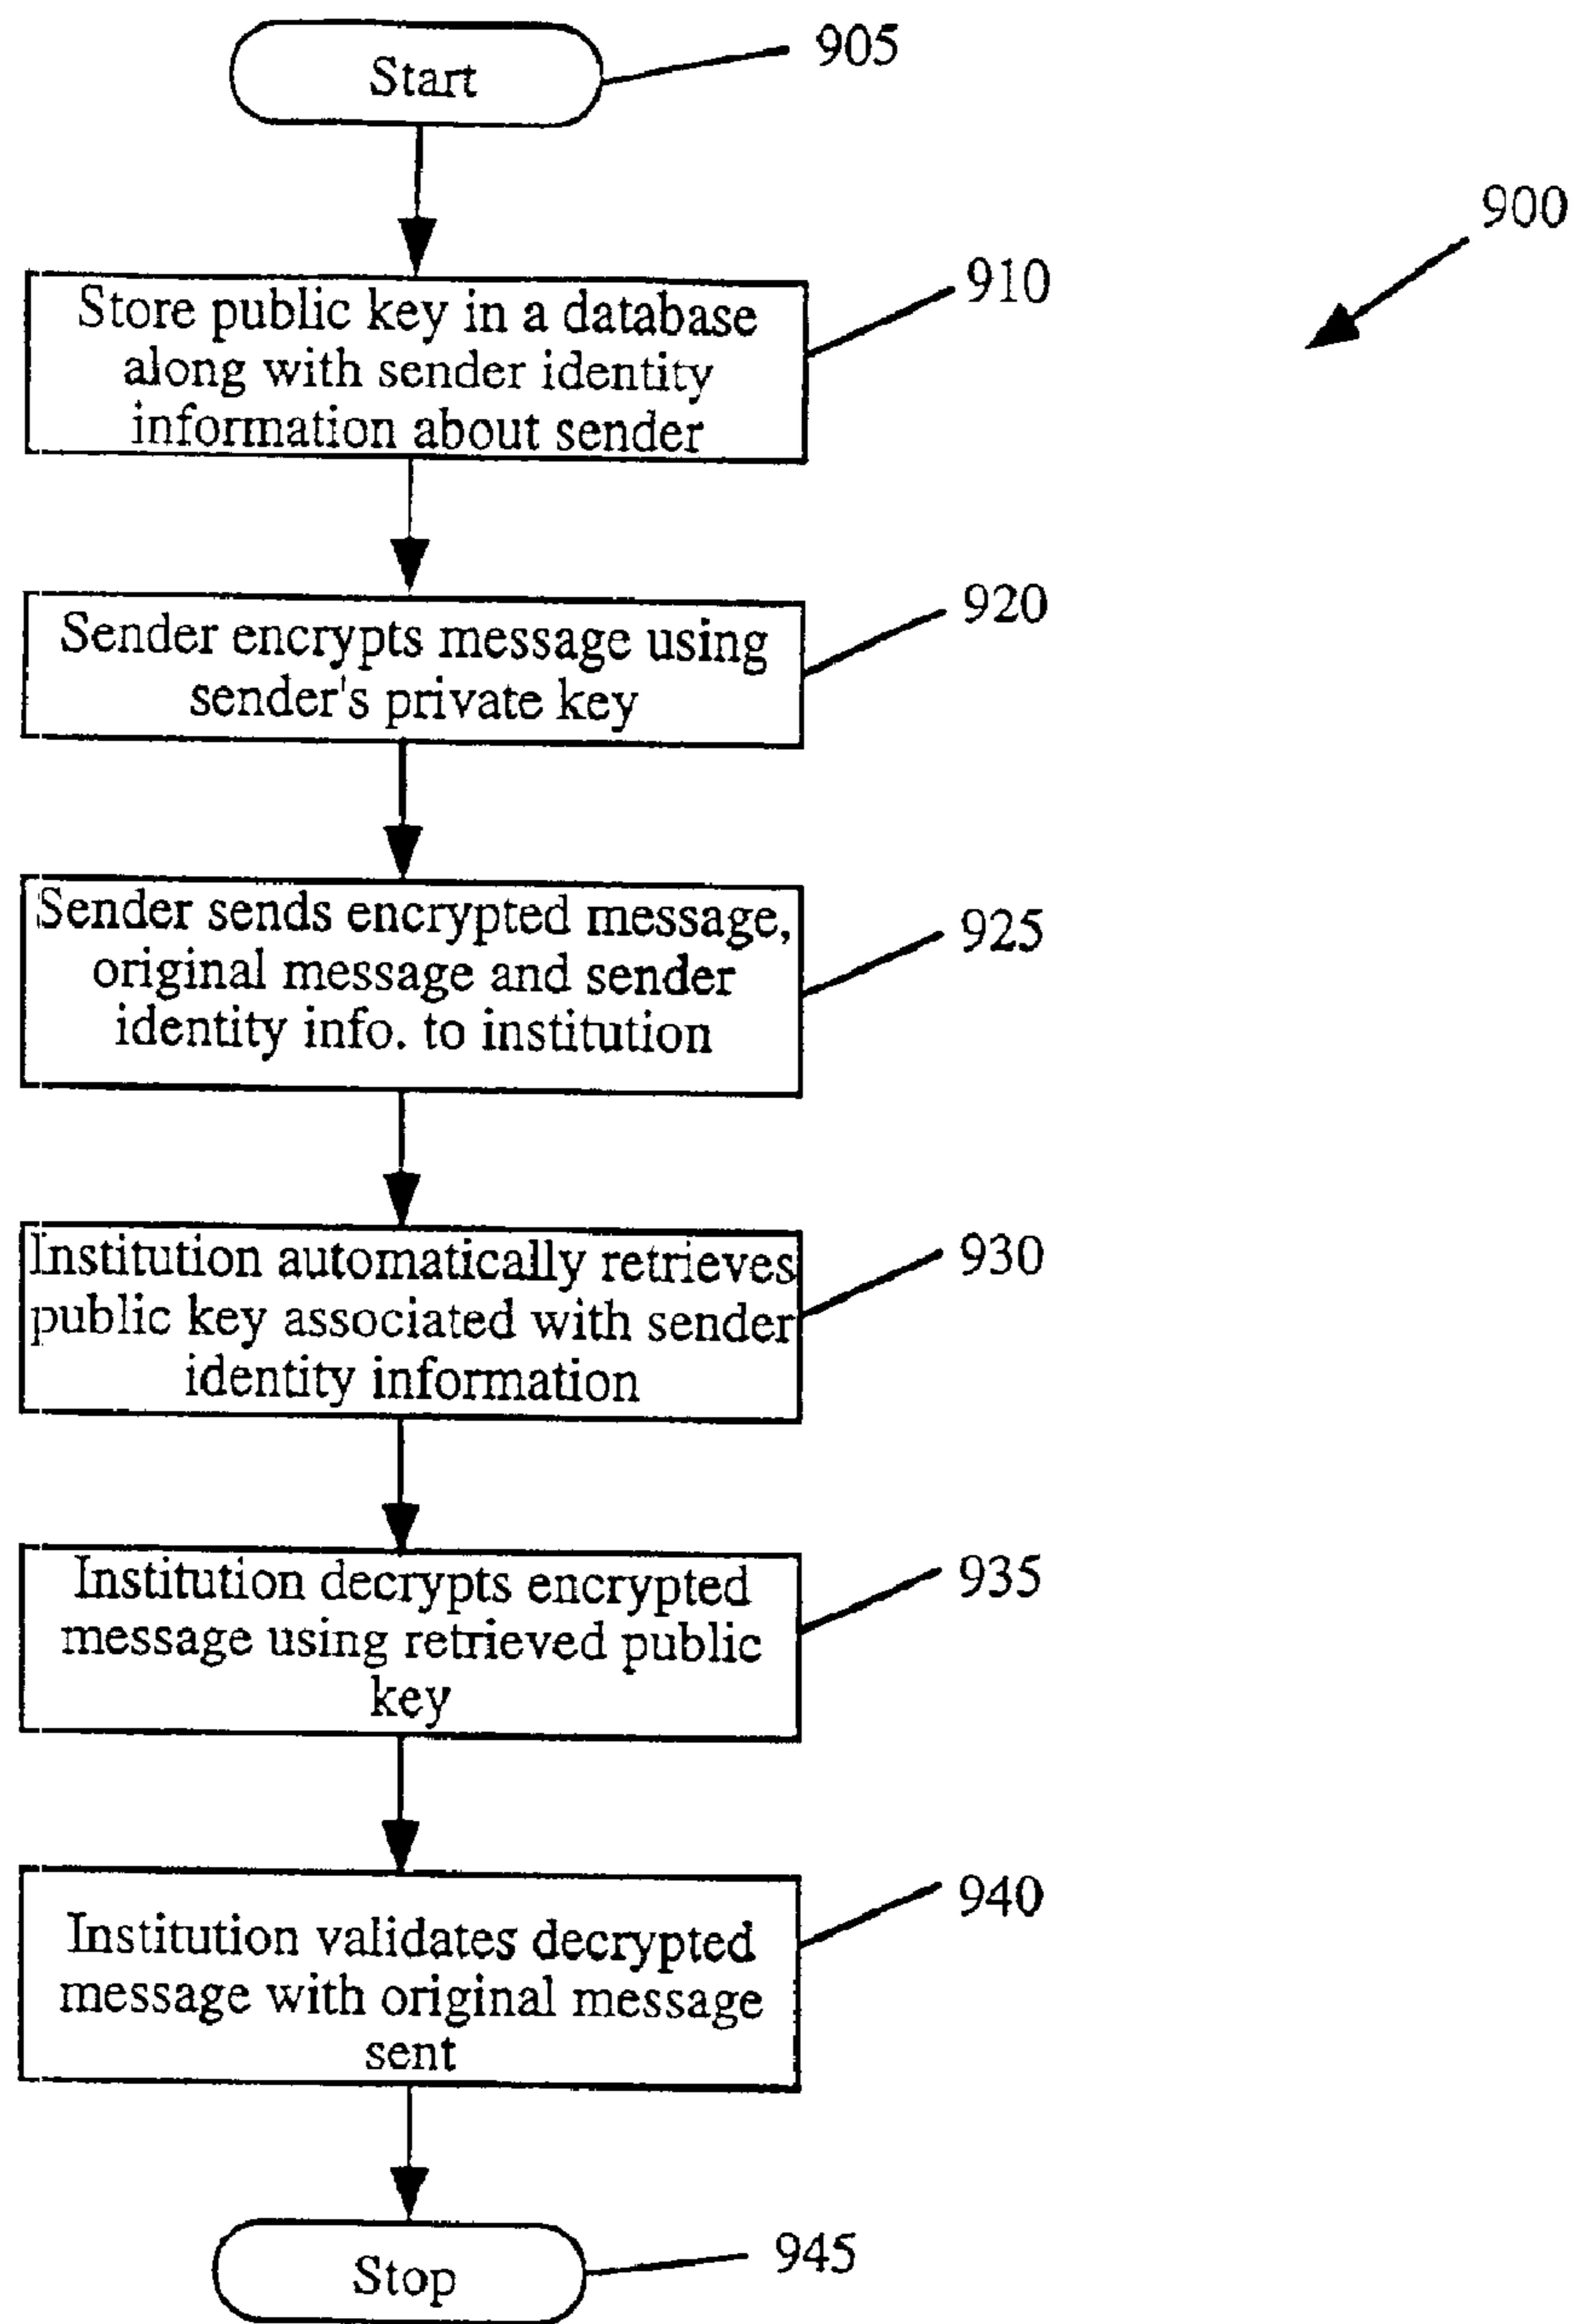 Start
905
900
Store public key in a database
along with sender identity
information about sender
910
Sender encrypts message using
sender's private key
920
Sender sends encrypted message,
original message and sender
identity info. to institution
925
Institution automatically retrieves
public key associated with sender
identity information
930
Institution decrypts encrypted
message using retrieved public
key
935
Institution validates decrypted
message with original message
sent
940
Stop
945